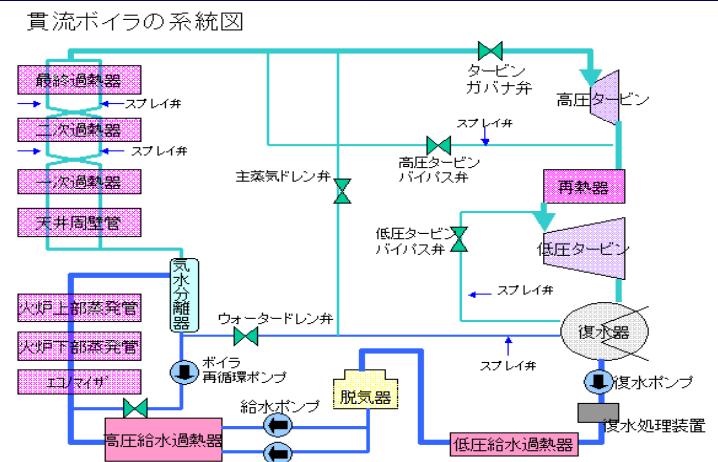 貫流ボイラの系統図
最終過熱器
スプレイ弁
二次過熱器
スプレイ弁
一次過熱器
天井周壁管
気水分離器
火炉上部蒸発管
火炉下部蒸発管
エコノマイザ
ボイラ
再循環ポンプ
高圧給水過熱器
給水ポンプ
脱気器
低圧給水過熱器
ウォータードレン弁
主蒸気ドレン弁
タービン
ガバナ弁
高圧タービン
スプレイ弁
高圧タービン
バイパス弁
再熱器
低圧タービン
バイパス弁
低圧タービン
スプレイ弁
復水器
スプレイ弁
復水ポンプ
復水処理装置